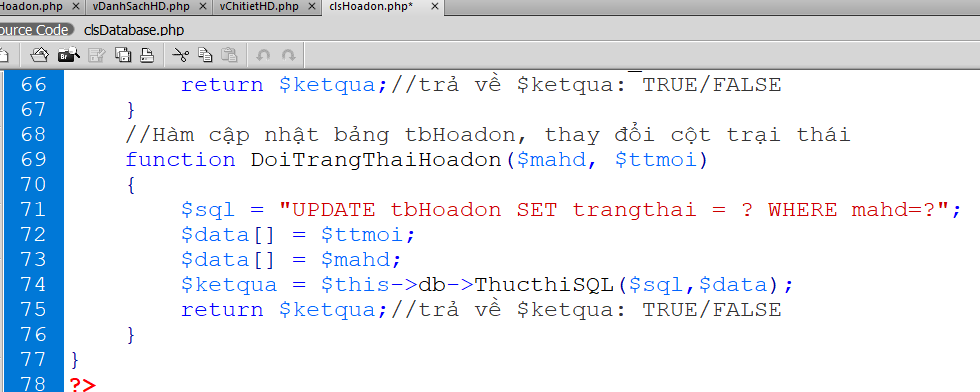 Hoadon.php × vDanhSachHD.php × vChitietHD.php × clsHoadon.php* ×
ource Code clsDatabase.php
66 return $ketqua;//trả về $ketqua: TRUE/FALSE
67 }
68 //Hàm cập nhật bảng tbHoadon, thay đổi cột trại thái
69 function DoiTrangThaiHoadon($mahd, $ttmoi)
70 {
71 $sql = "UPDATE tbHoadon SET trangthai = ? WHERE mahd=?";
72 $data[] = $ttmoi;
73 $data[] = $mahd;
74 $ketqua = $this->db->ThucthiSQL($sql,$data);
75 return $ketqua;//trả về $ketqua: TRUE/FALSE
76 }
77 }
78 ?>